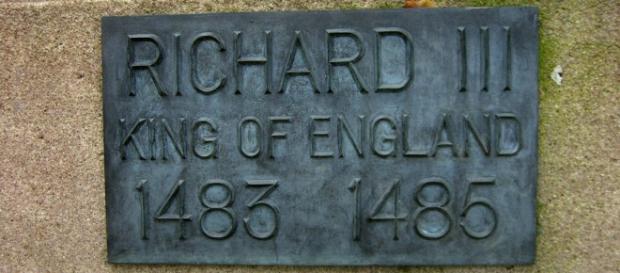 RICHARD III
KING OF ENGLAND
1483 1485